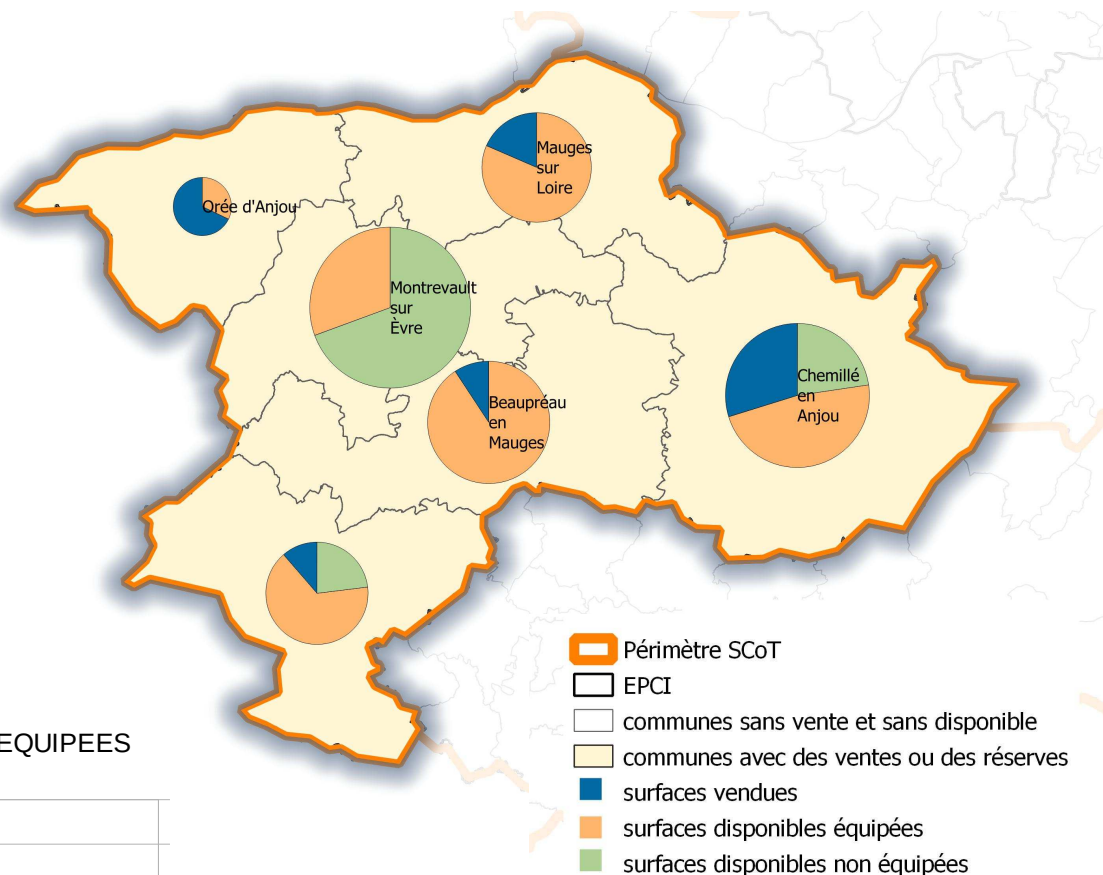 Mauges
sur
Loire
Orée d'Anjou
Montrevault
sur
Èvre
Chemillé
en
Anjou
Beaupréau
en
Mauges
EQUIPEES
Périmètre SCoT
EPCI
communes sans vente et sans disponible
communes avec des ventes ou des réserves
surfaces vendues
surfaces disponibles équipées
surfaces disponibles non équipées